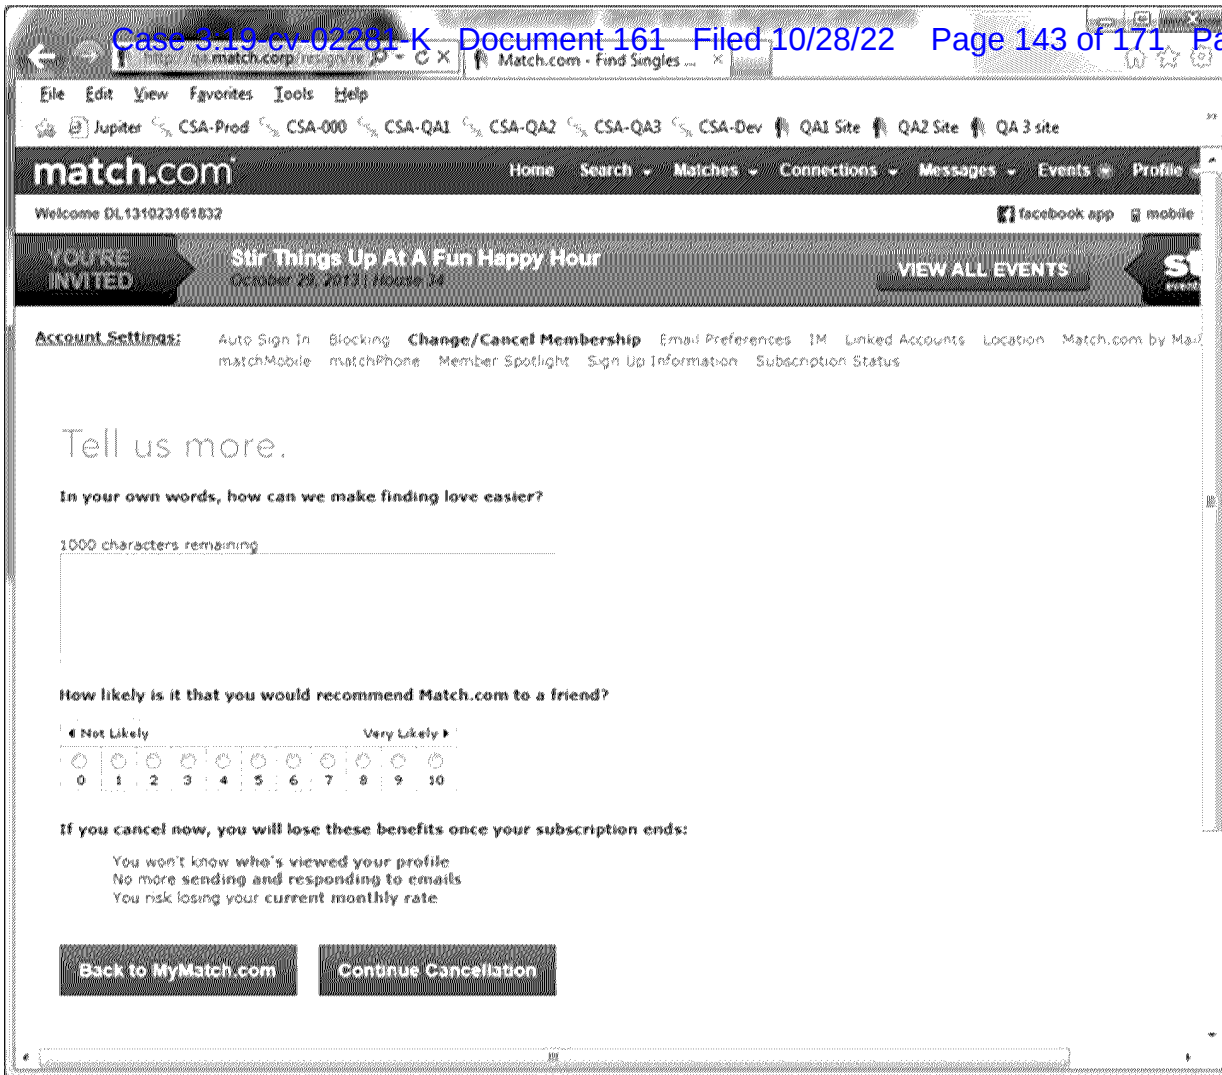 Case 3:19-cv-02281-K Document 161 Filed 10/28/22 Page 143 of 171 Pa
match.corp Match.com - Find Singles ...
File Edit View Favorites Tools Help
Jupiter CSA-Prod CSA-000 CSA-QA1 CSA-QA2 CSA-QA3 CSA-Dev QA1 Site QA2 Site QA 3 site
match.com Home Search Matches Connections Messages Events Profile
Welcome DL131023161832 facebook app mobile
YOU'RE INVITED
Stir Things Up At A Fun Happy Hour
October 29, 2013 | House 34
VIEW ALL EVENTS
st
event
Account Settings: Auto Sign In Blocking Change/Cancel Membership Email Preferences IM Linked Accounts Location Match.com by Mail
matchMobile matchPhone Member Spotlight Sign Up Information Subscription Status
Tell us more.
In your own words, how can we make finding love easier?
1000 characters remaining
How likely is it that you would recommend Match.com to a friend?
Not Likely Very Likely
0 1 2 3 4 5 6 7 8 9 10
If you cancel now, you will lose these benefits once your subscription ends:
You won't know who's viewed your profile
No more sending and responding to emails
You risk losing your current monthly rate
Back to MyMatch.com Continue Cancellation